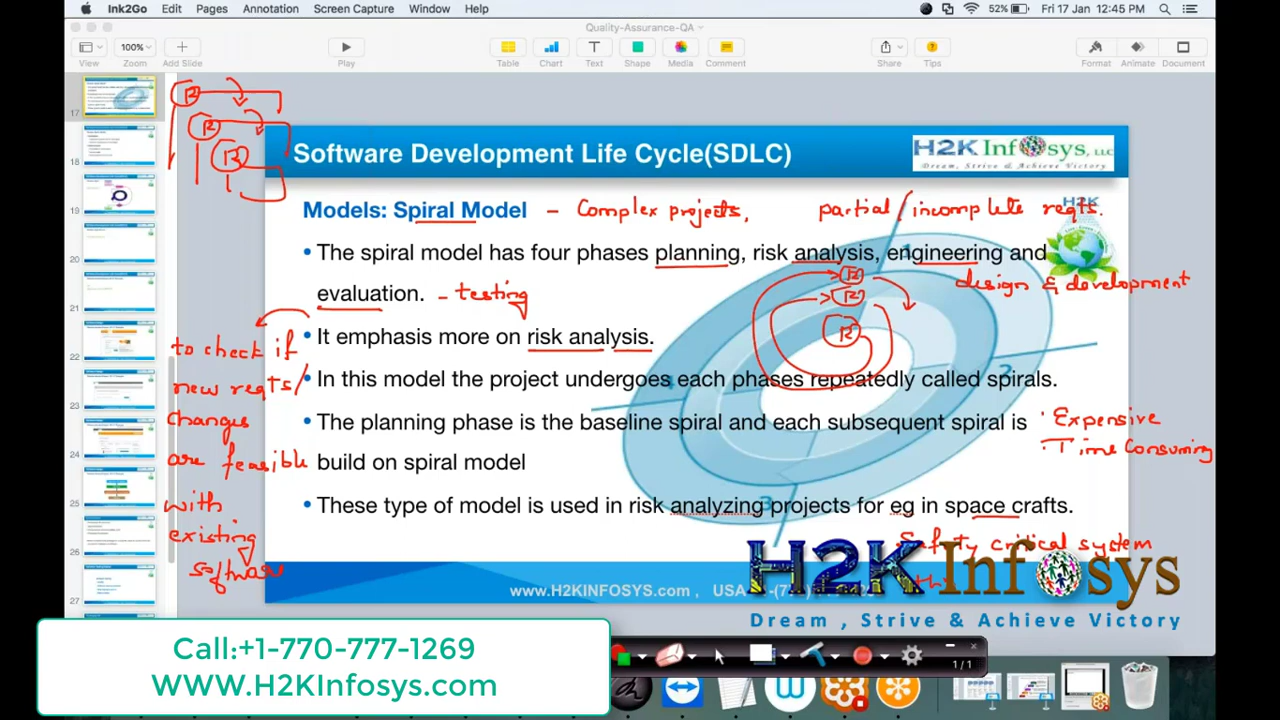 Ink2Go Edit Pages Annotation Screen Capture Window Help 52% Fri 17 Jan 12:45 PM
Quality-Assurance-QA
100%
View Zoom Add Slide Play Table Chart Text Shape Media Comment Share Tips Format Animate Document
Software Development Life Cycle(SDLC)
H2K Infosys, LLC
Dream, Strive & Achieve Victory
Models: Spiral Model - Complex projects, partial/incomplete reqts.
H2K
• The spiral model has four phases planning, risk analysis, engineering and
design & development
evaluation. - testing
• It emphasis more on risk analysis.
to check if
new reqts/
changes
are feasible
with
existing
software
• In this model the project undergoes each phases repeatedly called spirals.
• The planning phase is the baseline spiral and each subsequent spiral is
build on spiral model
· Expensive
· Time Consuming
• These type of model is used in risk analyzing projects for eg in space crafts.
Safety critical system
R
R
R
R
R
R
1
2
3
17
18
19
20
21
22
23
24
25
26
27
www.H2KINFOSYS.com , USA
H2K Infosys
Dream , Strive & Achieve Victory
1/1
Call:+1-770-777-1269
WWW.H2KInfosys.com